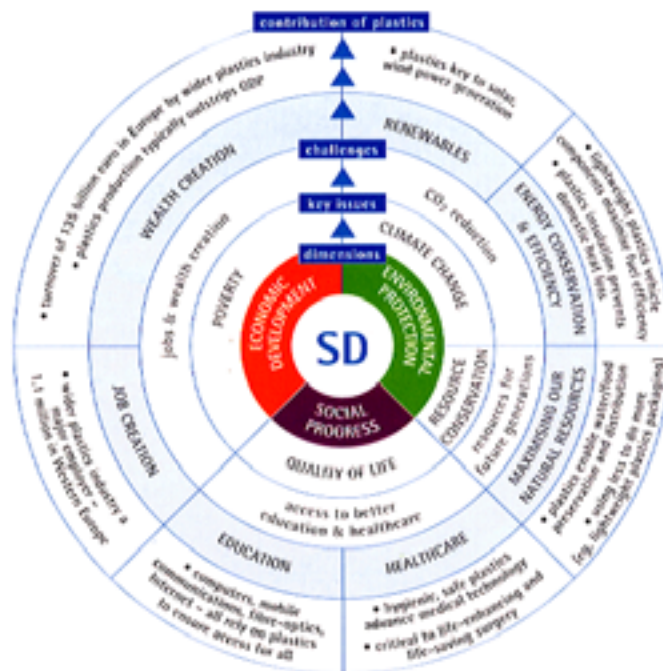 contribution of plastics
• turnover of 135 billion euro in Europe by wider plastics industry
• plastics production typically outstrips GDP
• plastics key to solar,
wind power generation
WEALTH CREATION
RENEWABLES
challenges
• lightweight plastics vehicle
components maximise fuel efficiency
• plastics insulation prevents
domestic heat loss
ENERGY CONSERVATION
& EFFICIENCY
jobs & wealth creation
CO₂ reduction
key issues
POVERTY
CLIMATE CHANGE
dimensions
ECONOMIC
DEVELOPMENT
ENVIRONMENTAL
PROTECTION
SD
SOCIAL
PROGRESS
RESOURCE
CONSERVATION
resources for
future generations
MAXIMISING OUR
NATURAL RESOURCES
• plastics enable water/food
preservation and distribution
• using less to do more
(eg. lightweight plastics packaging)
JOB CREATION
• wider plastics industry a
major employer –
1.5 million in Western Europe
QUALITY OF LIFE
access to better
education & healthcare
EDUCATION
HEALTHCARE
• computers, mobile
communications, fibre-optics,
Internet – all rely on plastics
to ensure access for all
• hygienic, safe plastics
advance medical technology
• critical to life-enhancing and
life-saving surgery